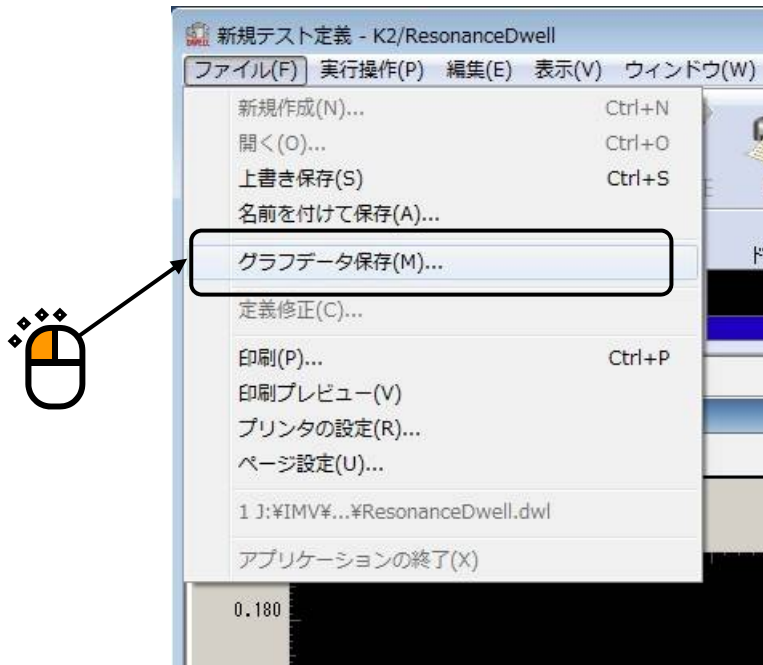 新規テスト定義 - K2/ResonanceDwell
ファイル(F) 実行操作(P) 編集(E) 表示(V) ウィンドウ(W)
新規作成(N)... Ctrl+N
開く(O)... Ctrl+O
上書き保存(S) Ctrl+S
名前を付けて保存(A)...
グラフデータ保存(M)...
定義修正(C)...
印刷(P)... Ctrl+P
印刷プレビュー(V)
プリンタの設定(R)...
ページ設定(U)...
1 J:¥IMV¥...¥ResonanceDwell.dwl
アプリケーションの終了(X)
0.180